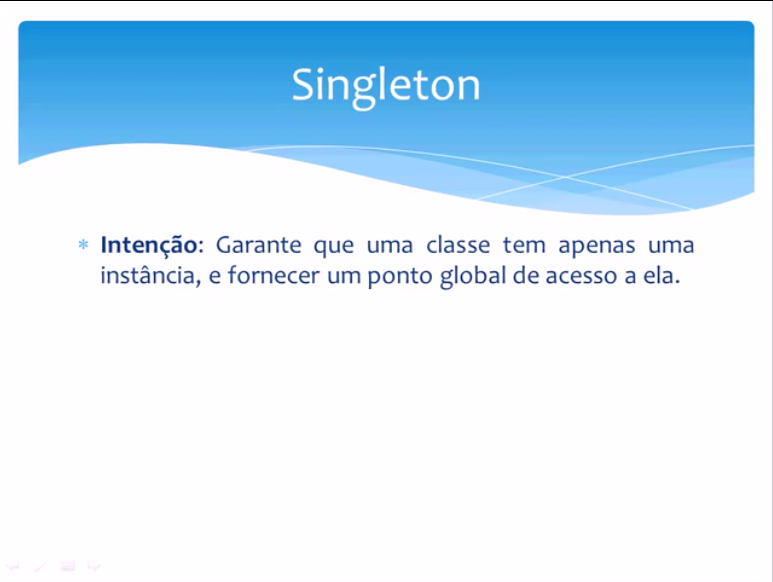 Singleton
* Intenção: Garante que uma classe tem apenas uma
instância, e fornecer um ponto global de acesso a ela.